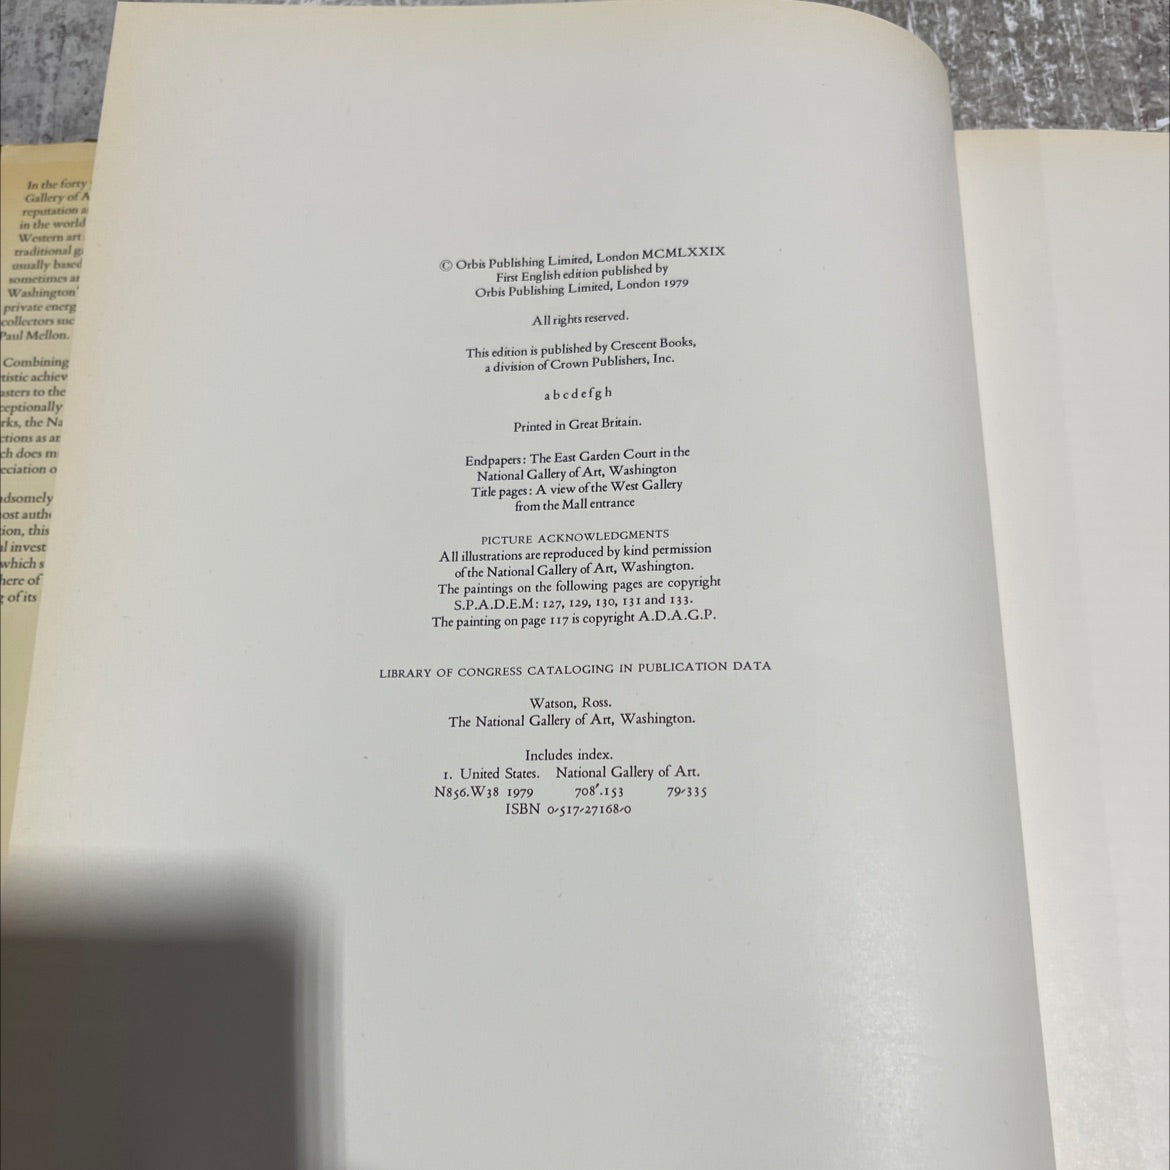 In the forty
Gallery of A
reputation a
in the world
Western art
traditional g
usually based
sometimes at
Washington'
private energ
collectors suc
Paul Mellon.
Combining
tistic achiev
asters to the
ceptionally
rks, the Na
ctions as ar
ch does m
eciation o
dsomely
ost auth
ion, this
al invest
which s
here of
g of its
© Orbis Publishing Limited, London MCMLXXIX
First English edition published by
Orbis Publishing Limited, London 1979
All rights reserved.
This edition is published by Crescent Books,
a division of Crown Publishers, Inc.
a b c d e f g h
Printed in Great Britain.
Endpapers: The East Garden Court in the
National Gallery of Art, Washington
Title pages: A view of the West Gallery
from the Mall entrance
PICTURE ACKNOWLEDGMENTS
All illustrations are reproduced by kind permission
of the National Gallery of Art, Washington.
The paintings on the following pages are copyright
S.P.A.D.E.M: 127, 129, 130, 131 and 133.
The painting on page 117 is copyright A.D.A.G.P.
LIBRARY OF CONGRESS CATALOGING IN PUBLICATION DATA
Watson, Ross.
The National Gallery of Art, Washington.
Includes index.
1. United States. National Gallery of Art.
N856.W38 1979 708'.153 79-335
ISBN 0-517-27168-0